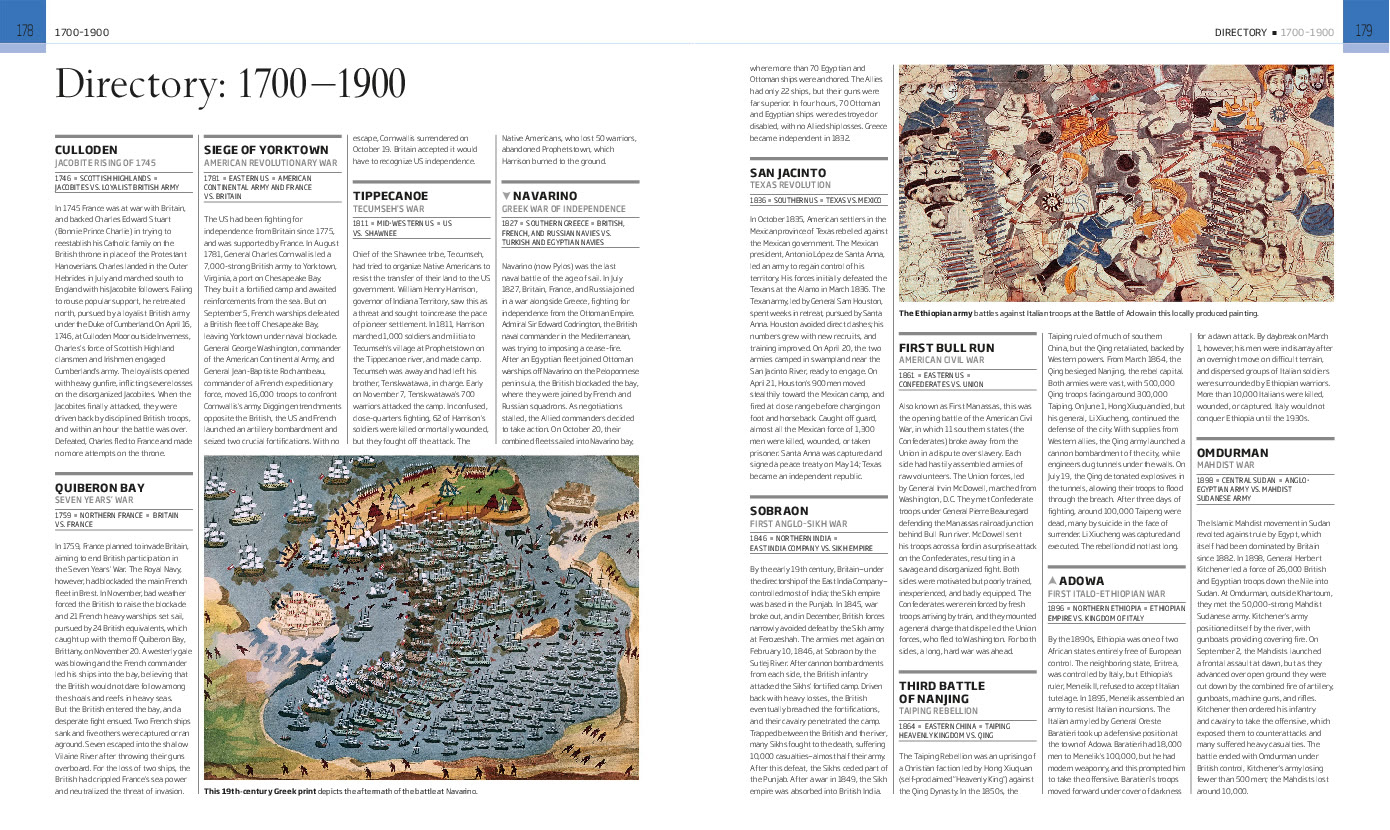 178
1700-1900
Directory: 1700–1900
CULLODEN
JACOBITE RISING OF 1745
1746 ▪ SCOTTISH HIGHLANDS ▪
JACOBITES VS. LOYALIST BRITISH ARMY
In 1745 France was at war with Britain,
and backed Charles Edward Stuart
(Bonnie Prince Charlie) in trying to
reestablish his Catholic family on the
British throne in place of the Protestant
Hanoverians. Charles landed in the Outer
Hebrides in July and marched south to
England with his Jacobite followers. Failing
to rouse popular support, he retreated
north, pursued by a loyalist British army
under the Duke of Cumberland. On April 16,
1746, at Culloden Moor outside Inverness,
Charles's force of Scottish Highland
clansmen and Irishmen engaged
Cumberland's army. The loyalists opened
with heavy gunfire, inflicting severe losses
on the disorganized Jacobites. When the
Jacobites finally attacked, they were
driven back by disciplined British troops,
and within an hour the battle was over.
Defeated, Charles fled to France and made
no more attempts on the throne.
QUIBERON BAY
SEVEN YEARS' WAR
1759 ▪ NORTHERN FRANCE ▪ BRITAIN
VS. FRANCE
In 1759, France planned to invade Britain,
aiming to end British participation in
the Seven Years' War. The Royal Navy,
however, had blockaded the main French
fleet in Brest. In November, bad weather
forced the British to raise the blockade
and 21 French heavy warships set sail,
pursued by 24 British equivalents, which
caught up with them off Quiberon Bay,
Brittany, on November 20. A westerly gale
was blowing and the French commander
led his ships into the bay, believing that
the British would not dare follow among
the shoals and reefs in heavy seas.
But the British entered the bay, and a
desperate fight ensued. Two French ships
sank and five others were captured or ran
aground. Seven escaped into the shallow
Vilaine River after throwing their guns
overboard. For the loss of two ships, the
British had crippled France's sea power
and neutralized the threat of invasion.
SIEGE OF YORKTOWN
AMERICAN REVOLUTIONARY WAR
1781 ▪ EASTERN US ▪ AMERICAN
CONTINENTAL ARMY AND FRANCE
VS. BRITAIN
The US had been fighting for
independence from Britain since 1775,
and was supported by France. In August
1781, General Charles Cornwallis led a
7,000-strong British army to Yorktown,
Virginia, a port on Chesapeake Bay.
They built a fortified camp and awaited
reinforcements from the sea. But on
September 5, French warships defeated
a British fleet off Chesapeake Bay,
leaving Yorktown under naval blockade.
General George Washington, commander
of the American Continental Army, and
General Jean-Baptiste Rochambeau,
commander of a French expeditionary
force, moved 16,000 troops to confront
Cornwallis's army. Digging entrenchments
opposite the British, the US and French
launched an artillery bombardment and
seized two crucial fortifications. With no
escape, Cornwallis surrendered on
October 19. Britain accepted it would
have to recognize US independence.
TIPPECANOE
TECUMSEH'S WAR
1811 ▪ MID-WESTERN US ▪ US
VS. SHAWNEE
Chief of the Shawnee tribe, Tecumseh,
had tried to organize Native Americans to
resist the transfer of their land to the US
government. William Henry Harrison,
governor of Indiana Territory, saw this as
a threat and sought to increase the pace
of pioneer settlement. In 1811, Harrison
marched 1,000 soldiers and militia to
Tecumseh's village at Prophetstown on
the Tippecanoe river, and made camp.
Tecumseh was away and had left his
brother, Tenskwatawa, in charge. Early
on November 7, Tenskwatawa's 700
warriors attacked the camp. In confused,
close-quarters fighting, 62 of Harrison's
soldiers were killed or mortally wounded,
but they fought off the attack. The
Native Americans, who lost 50 warriors,
abandoned Prophetstown, which
Harrison burned to the ground.
▼ NAVARINO
GREEK WAR OF INDEPENDENCE
1827 ▪ SOUTHERN GREECE ▪ BRITISH,
FRENCH, AND RUSSIAN NAVIES VS.
TURKISH AND EGYPTIAN NAVIES
Navarino (now Pylos) was the last
naval battle of the age of sail. In July
1827, Britain, France, and Russia joined
in a war alongside Greece, fighting for
independence from the Ottoman Empire.
Admiral Sir Edward Codrington, the British
naval commander in the Mediterranean,
was trying to impose a cease-fire.
After an Egyptian fleet joined Ottoman
warships off Navarino on the Peloponnese
peninsula, the British blockaded the bay,
where they were joined by French and
Russian squadrons. As negotiations
stalled, the Allied commanders decided
to take action. On October 20, their
combined fleets sailed into Navarino bay,
This 19th-century Greek print depicts the aftermath of the battle at Navarino.
DIRECTORY ▪ 1700-1900
179
where more than 70 Egyptian and
Ottoman ships were anchored. The Allies
had only 22 ships, but their guns were
far superior. In four hours, 70 Ottoman
and Egyptian ships were destroyed or
disabled, with no Allied ship losses. Greece
became independent in 1832.
SAN JACINTO
TEXAS REVOLUTION
1836 ▪ SOUTHERN US ▪ TEXAS VS. MEXICO
In October 1835, American settlers in the
Mexican province of Texas rebelled against
the Mexican government. The Mexican
president, Antonio López de Santa Anna,
led an army to regain control of his
territory. His forces initially defeated the
Texans at the Alamo in March 1836. The
Texan army, led by General Sam Houston,
spent weeks in retreat, pursued by Santa
Anna. Houston avoided direct clashes; his
numbers grew with new recruits, and
training improved. On April 20, the two
armies camped in swampland near the
San Jacinto River, ready to engage. On
April 21, Houston's 900 men moved
stealthily toward the Mexican camp, and
fired at close range before charging on
foot and horseback. Caught off guard,
almost all the Mexican force of 1,300
men were killed, wounded, or taken
prisoner. Santa Anna was captured and
signed a peace treaty on May 14; Texas
became an independent republic.
SOBRAON
FIRST ANGLO-SIKH WAR
1846 ▪ NORTHERN INDIA ▪
EAST INDIA COMPANY VS. SIKH EMPIRE
By the early 19th century, Britain—under
the directorship of the East India Company—
controlled most of India; the Sikh empire
was based in the Punjab. In 1845, war
broke out, and in December, British forces
narrowly avoided defeat by the Sikh army
at Ferozeshah. The armies met again on
February 10, 1846, at Sobraon by the
Sutlej River. After cannon bombardments
from each side, the British infantry
attacked the Sikhs' fortified camp. Driven
back with heavy losses, the British
eventually breached the fortifications,
and their cavalry penetrated the camp.
Trapped between the British and the river,
many Sikhs fought to the death, suffering
10,000 casualties—almost half their army.
After this defeat, the Sikhs ceded part of
the Punjab. After a war in 1849, the Sikh
empire was absorbed into British India.
The Ethiopian army battles against Italian troops at the Battle of Adowa in this locally produced painting.
FIRST BULL RUN
AMERICAN CIVIL WAR
1861 ▪ EASTERN US ▪
CONFEDERATES VS. UNION
Also known as First Manassas, this was
the opening battle of the American Civil
War, in which 11 southern states (the
Confederates) broke away from the
Union in a dispute over slavery. Each
side had hastily assembled armies of
raw volunteers. The Union forces, led
by General Irvin McDowell, marched from
Washington, D.C. They met Confederate
troops under General Pierre Beauregard
defending the Manassas railroad junction
behind Bull Run river. McDowell sent
his troops across a ford in a surprise attack
on the Confederates, resulting in a
savage and disorganized fight. Both
sides were motivated but poorly trained,
inexperienced, and badly equipped. The
Confederates were reinforced by fresh
troops arriving by train, and they mounted
a general charge that dispelled the Union
forces, who fled to Washington. For both
sides, a long, hard war was ahead.
THIRD BATTLE
OF NANJING
TAIPING REBELLION
1864 ▪ EASTERN CHINA ▪ TAIPING
HEAVENLY KINGDOM VS. QING
The Taiping Rebellion was an uprising of
a Christian faction led by Hong Xiuquan
(self-proclaimed "Heavenly King") against
the Qing Dynasty. In the 1850s, the
Taiping ruled of much of southern
China, but the Qing retaliated, backed by
Western powers. From March 1864, the
Qing besieged Nanjing, the rebel capital.
Both armies were vast, with 500,000
Qing troops facing around 300,000
Taiping. On June 1, Hong Xiuquan died, but
his general, Li Xiucheng, continued the
defense of the city. With supplies from
Western allies, the Qing army launched a
cannon bombardment of the city, while
engineers dug tunnels under the walls. On
July 19, the Qing detonated explosives in
the tunnels, allowing their troops to flood
through the breach. After three days of
fighting, around 100,000 Taipeng were
dead, many by suicide in the face of
surrender. Li Xiucheng was captured and
executed. The rebellion did not last long.
▲ ADOWA
FIRST ITALO-ETHIOPIAN WAR
1896 ▪ NORTHERN ETHIOPIA ▪ ETHIOPIAN
EMPIRE VS. KINGDOM OF ITALY
By the 1890s, Ethiopia was one of two
African states entirely free of European
control. The neighboring state, Eritrea,
was controlled by Italy, but Ethiopia's
ruler, Menelik II, refused to accept Italian
tutelage. In 1895, Menelik assembled an
army to resist Italian incursions. The
Italian army led by General Oreste
Baratieri took up a defensive position at
the town of Adowa. Baratieri had 18,000
men to Menelik's 100,000, but he had
modern weaponry, and this prompted him
to take the offensive. Baratieri's troops
moved forward under cover of darkness
for a dawn attack. By daybreak on March
1, however, his men were in disarray after
an overnight move on difficult terrain,
and dispersed groups of Italian soldiers
were surrounded by Ethiopian warriors.
More than 10,000 Italians were killed,
wounded, or captured. Italy would not
conquer Ethiopia until the 1930s.
OMDURMAN
MAHDIST WAR
1898 ▪ CENTRAL SUDAN ▪ ANGLO-
EGYPTIAN ARMY VS. MAHDIST
SUDANESE ARMY
The Islamic Mahdist movement in Sudan
revolted against rule by Egypt, which
itself had been dominated by Britain
since 1882. In 1898, General Herbert
Kitchener led a force of 26,000 British
and Egyptian troops down the Nile into
Sudan. At Omdurman, outside Khartoum,
they met the 50,000-strong Mahdist
Sudanese army. Kitchener's army
positioned itself by the river, with
gunboats providing covering fire. On
September 2, the Mahdists launched
a frontal assault at dawn, but as they
advanced over open ground they were
cut down by the combined fire of artillery,
gunboats, machine guns, and rifles.
Kitchener then ordered his infantry
and cavalry to take the offensive, which
exposed them to counterattacks and
many suffered heavy casualties. The
battle ended with Omdurman under
British control, Kitchener's army losing
fewer than 500 men; the Mahdists lost
around 10,000.